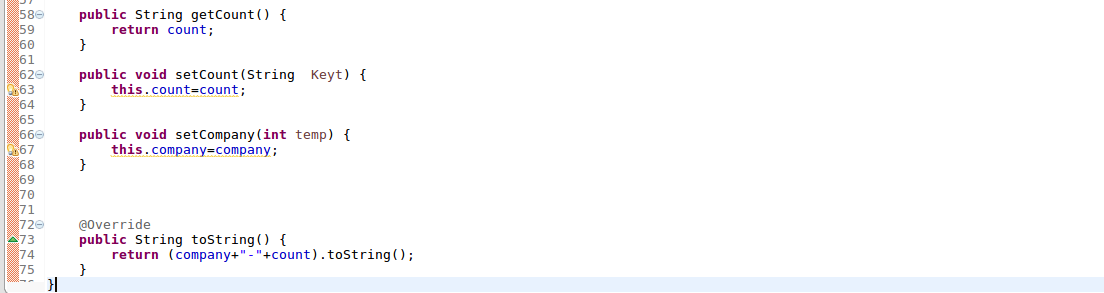 57
58 public String getCount() {
59 return count;
60 }
61
62 public void setCount(String  Keyt) {
63 this.count=count;
64 }
65
66 public void setCompany(int temp) {
67 this.company=company;
68 }
69
70
71
72 @Override
73 public String toString() {
74 return (company+"-"+count).toString();
75 }
76 }